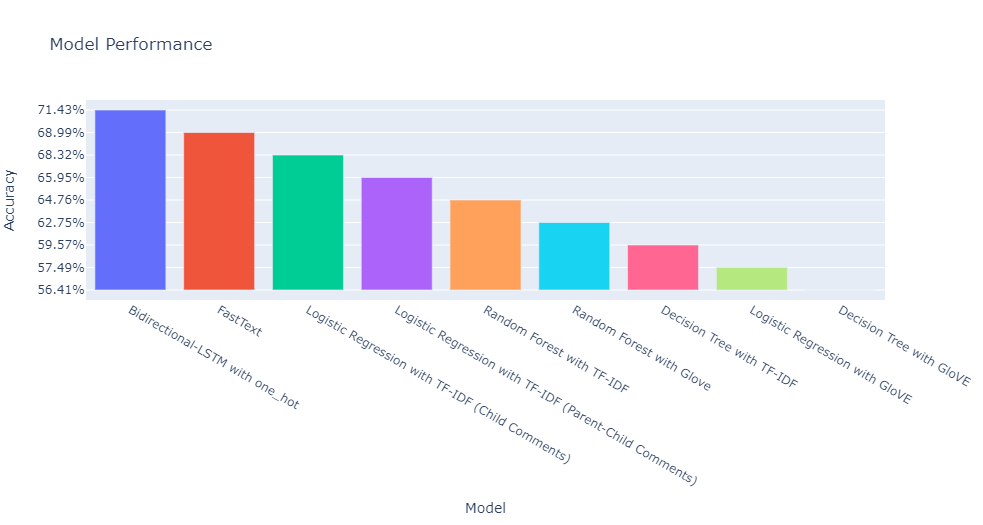 Model Performance
Accuracy
71.43%
68.99%
68.32%
65.95%
64.76%
62.75%
59.57%
57.49%
56.41%
Bidirectional-LSTM with one_hot
FastText
Logistic Regression with TF-IDF (Child Comments)
Logistic Regression with TF-IDF (Parent-Child Comments)
Random Forest with TF-IDF
Random Forest with Glove
Decision Tree with TF-IDF
Logistic Regression with GloVE
Decision Tree with GloVE
Model